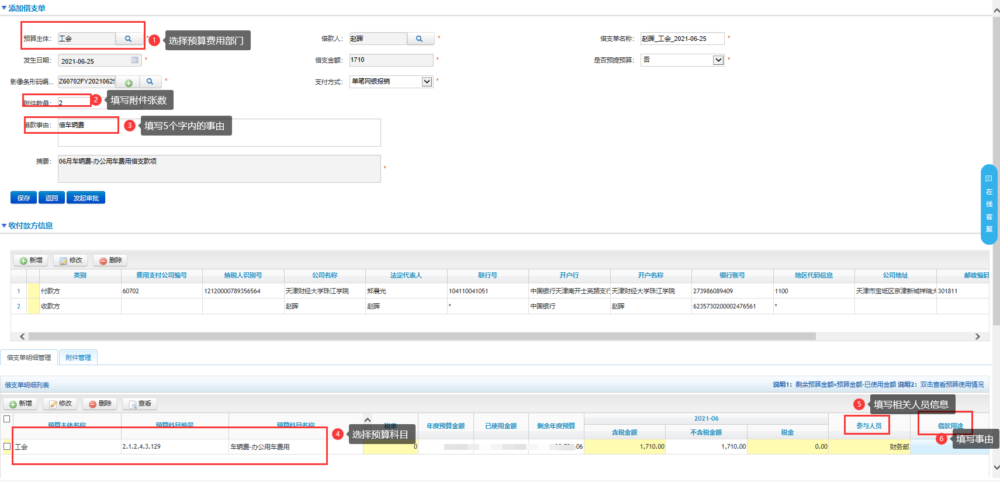 添加借支单
预算主体： 工会 * 1 选择预算费用部门 借款人： 赵晖 * 借支单名称： 赵晖_工会_2021-06-25 *
发生日期： 2021-06-25 * 借支金额： 1710 * 是否预提预算： 否 *
影像条形码编... Z60702FY20210625 * 支付方式： 单笔网银报销 *
附件数量： 2 2 填写附件张数
借款事由： 借车辆费 3 填写5个字内的事由
摘要： 06月车辆费-办公用车费用借支款项 *
保存 返回 发起审批
在线客服
收付款方信息
新增 修改 删除
类别 费用支付公司编号 纳税人识别号 公司名称 法定代表人 联行号 开户行 开户名称 银行账号 地区代码信息 公司地址 邮政编码
1 付款方 60702 12120000789356564 天津财经大学珠江学院 郑晨光 104110041051 中国银行天津南开士英路支行 天津财经大学珠江学院 273986089409 1100 天津市宝坻区京津新城祥瑞大 301811
2 收款方 赵晖 赵晖 * 中国银行 赵晖 6235730200002476561 *
借支单明细管理 附件管理
借支单明细列表 说明1：剩余预算金额=预算金额-已使用金额 说明2：双击查看预算使用情况
新增 修改 删除 查看 5 填写相关人员信息
预算主体名称 预算科目编号 预算科目名称 4 选择预算科目 税率 年度预算金额 已使用金额 剩余年度预算 2021-06 参与人员 借款用途
含税金额 不含税金额 税金 6 填写事由
工会 2.1.2.4.3.129 车辆费-办公用车费用 0 06 1,710.00 1,710.00 0.00 财务部